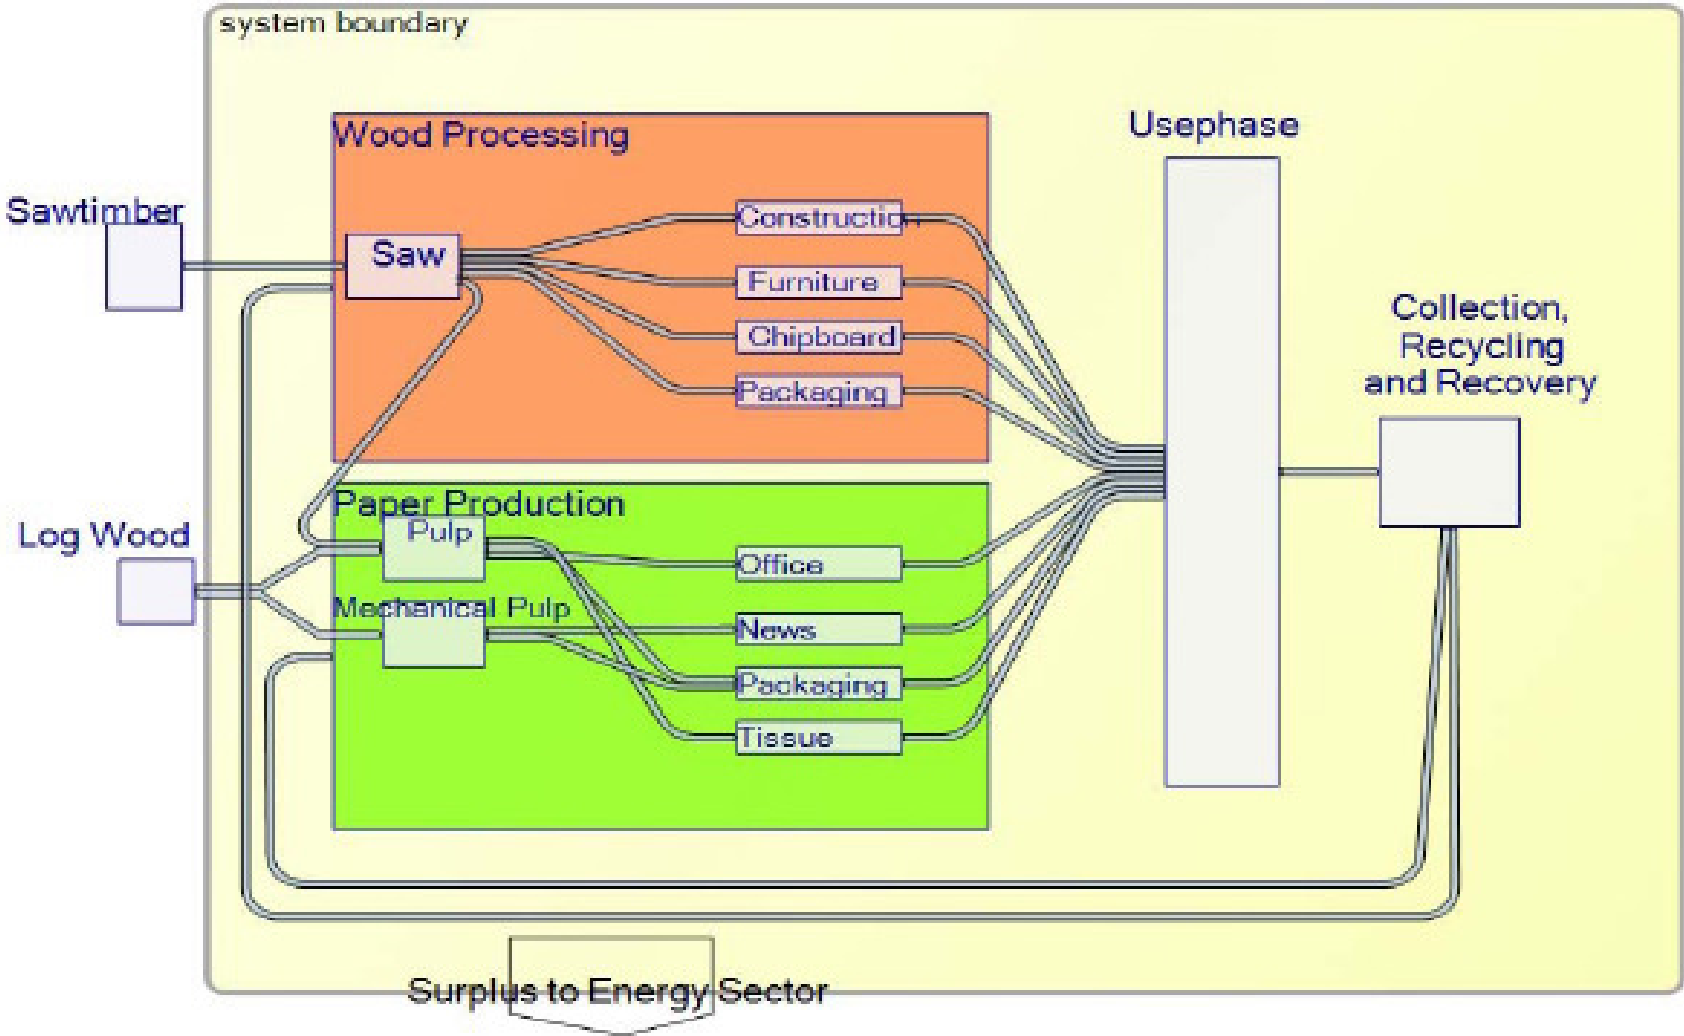 system boundary
Wood Processing
Usephase
Sawtimber
Construction
Saw
Furniture
Collection,
Recycling
and Recovery
Chipboard
Packaging
Paper Production
Log Wood
Pulp
Office
Mechanical Pulp
News
Packaging
Tissue
Surplus to Energy Sector